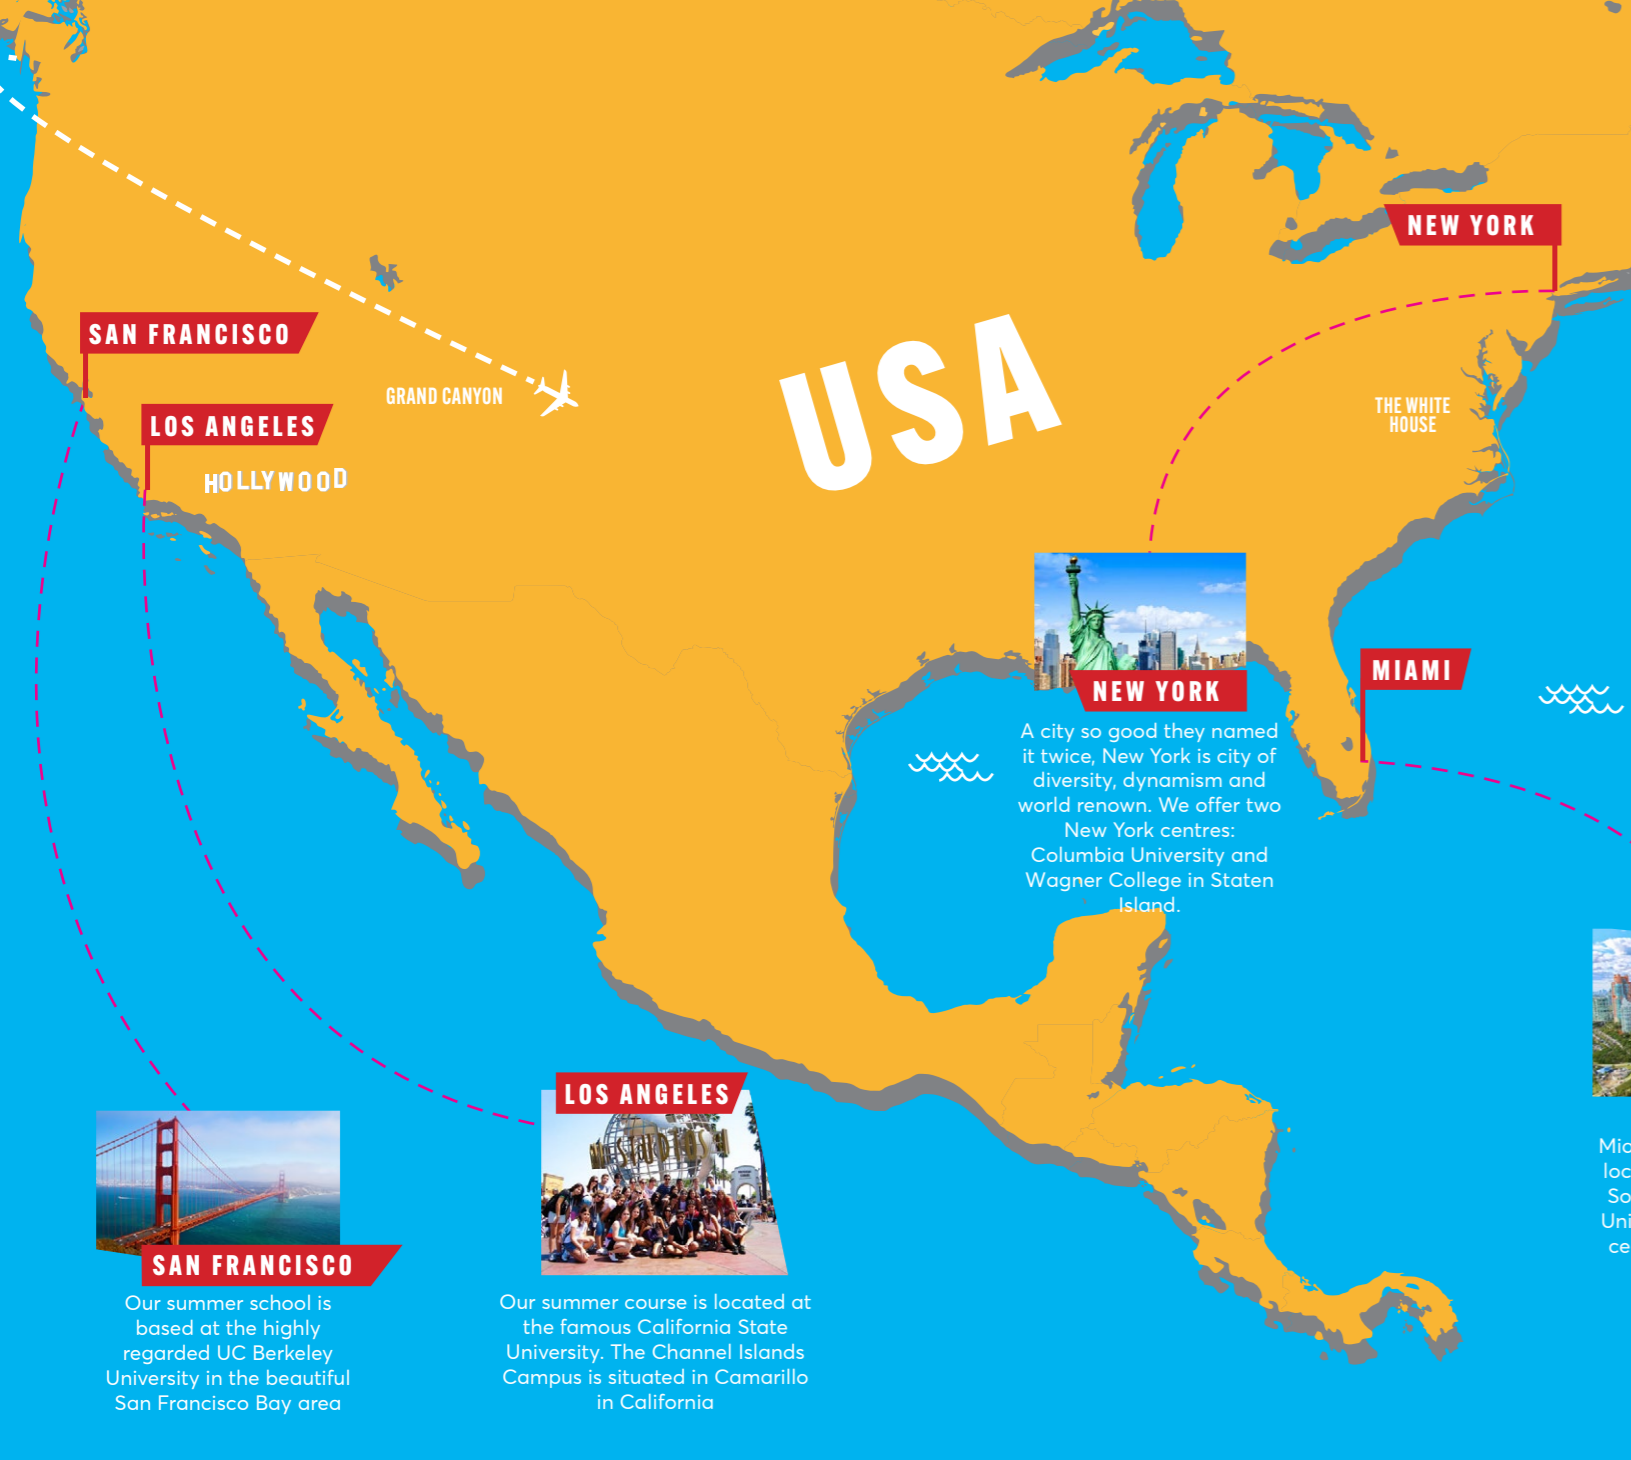 NEW YORK
SAN FRANCISCO
GRAND CANYON
USA
THE WHITE
HOUSE
LOS ANGELES
HOLLYWOOD
MIAMI
NEW YORK
A city so good they named
it twice, New York is city of
diversity, dynamism and
world renown. We offer two
New York centres:
Columbia University and
Wagner College in Staten
Island.
LOS ANGELES
SAN FRANCISCO
Our summer school is
based at the highly
regarded UC Berkeley
University in the beautiful
San Francisco Bay area
Our summer course is located at
the famous California State
University. The Channel Islands
Campus is situated in Camarillo
in California